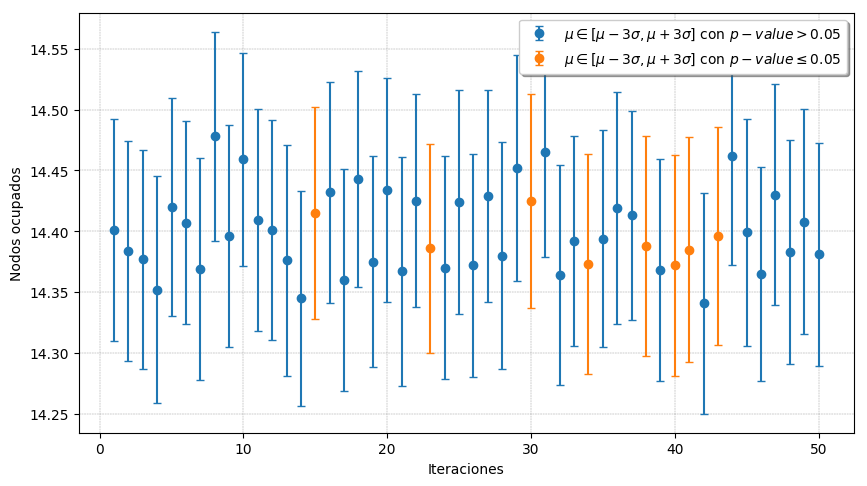 μ ∈ [μ − 3σ, μ + 3σ] con p − value > 0.05
μ ∈ [μ − 3σ, μ + 3σ] con p − value ≤ 0.05
Nodos ocupados
14.55
14.50
14.45
14.40
14.35
14.30
14.25
0 10 20 30 40 50
Iteraciones